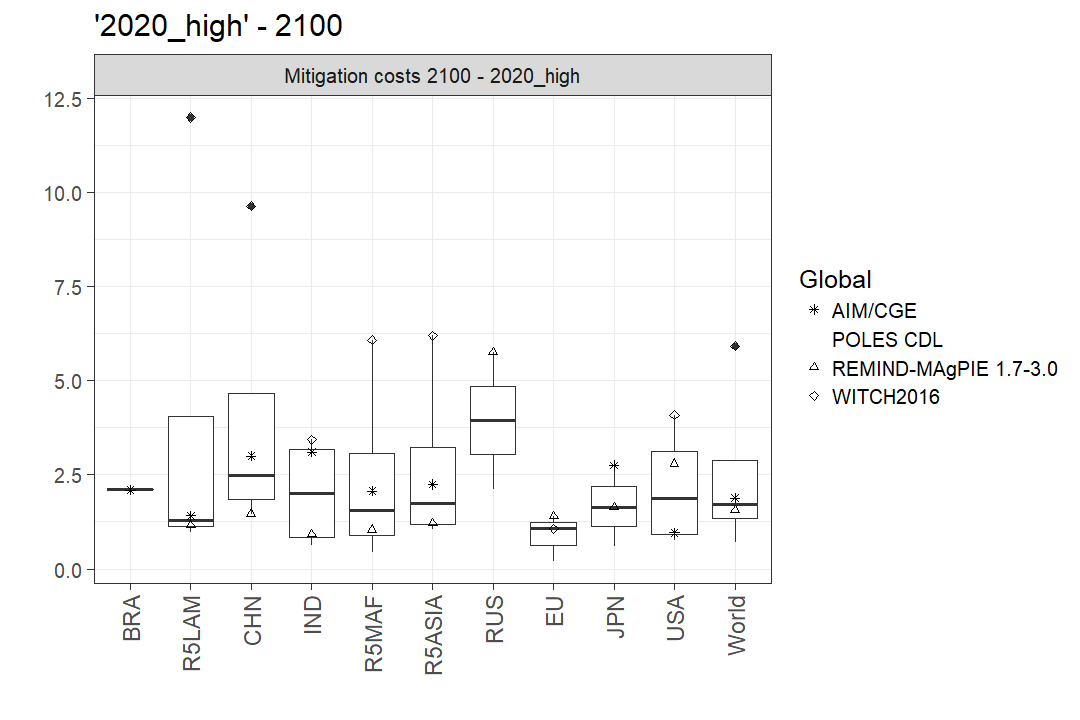 '2020_high' - 2100
Mitigation costs 2100 - 2020_high
12.5
10.0
7.5
5.0
2.5
0.0
BRA
R5LAM
CHN
IND
R5MAF
R5ASIA
RUS
EU
JPN
USA
World
Global
AIM/CGE
POLES CDL
REMIND-MAgPIE 1.7-3.0
WITCH2016